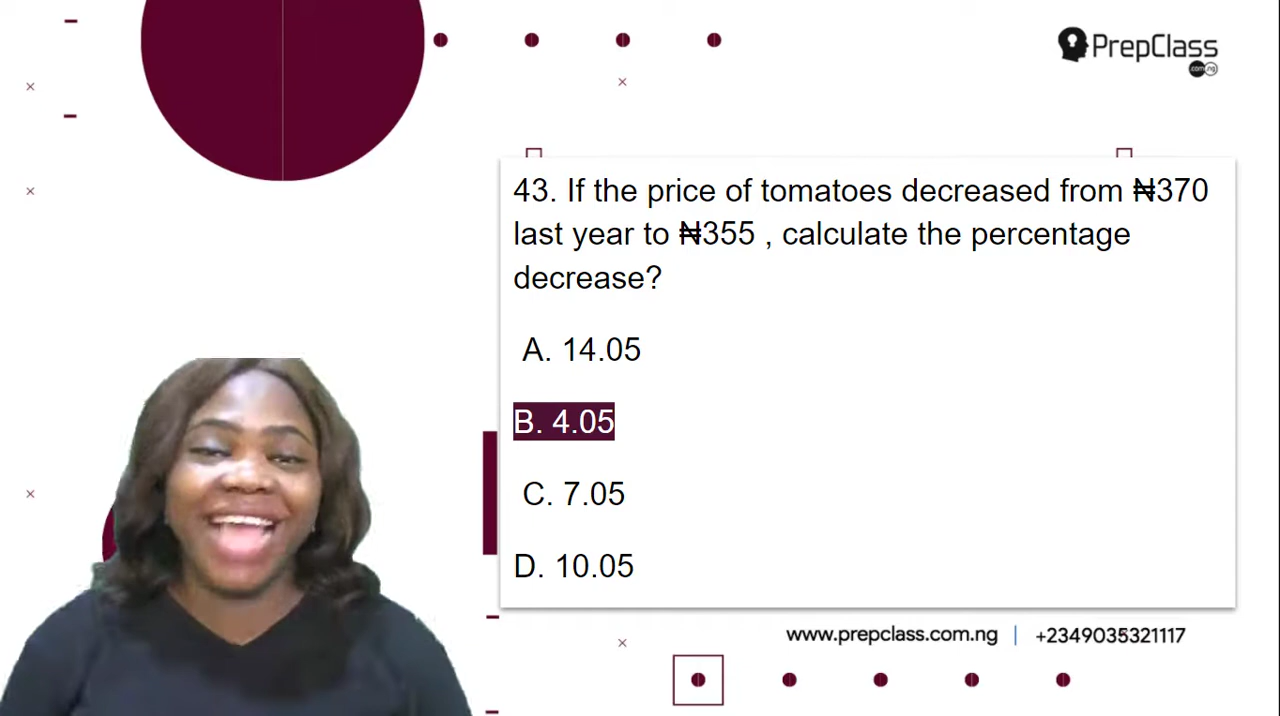 PrepClass
.com.ng
43. If the price of tomatoes decreased from ₦370
last year to ₦355 , calculate the percentage
decrease?
A. 14.05
B. 4.05
C. 7.05
D. 10.05
www.prepclass.com.ng | +2349035321117